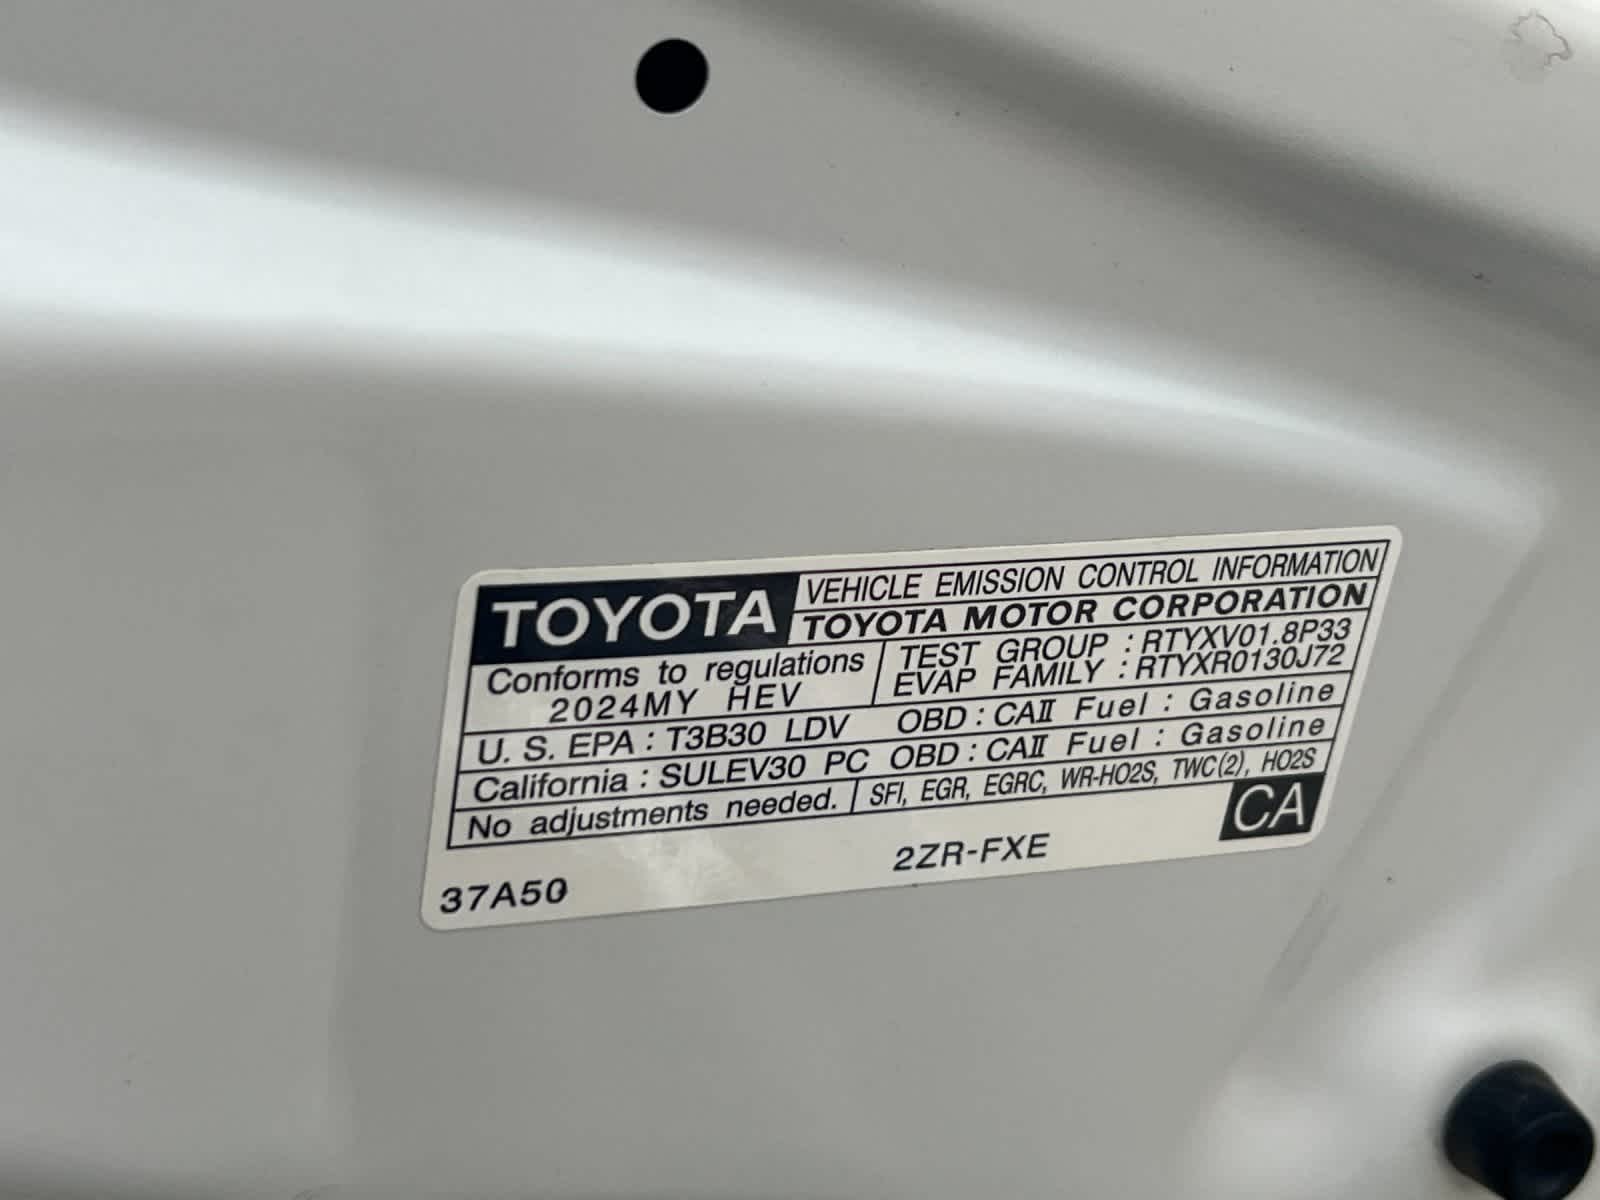 TOYOTA
VEHICLE EMISSION CONTROL INFORMATION
TOYOTA MOTOR CORPORATION
Conforms to regulations
2024MY HEV
TEST GROUP : RTYXV01.8P33
EVAP FAMILY : RTYXR0130J72
U. S. EPA : T3B30 LDV OBD : CAⅡ Fuel : Gasoline
California : SULEV30 PC OBD : CAⅡ Fuel : Gasoline
No adjustments needed. SFI, EGR, EGRC, WR-HO2S, TWC(2), HO2S
CA
37A50 2ZR-FXE